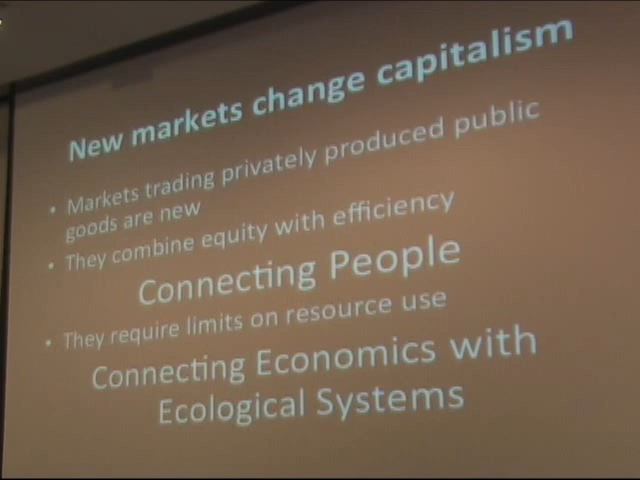 New markets change capitalism
• Markets trading privately produced public
goods are new
• They combine equity with efficiency
Connecting People
• They require limits on resource use
Connecting Economics with
Ecological Systems